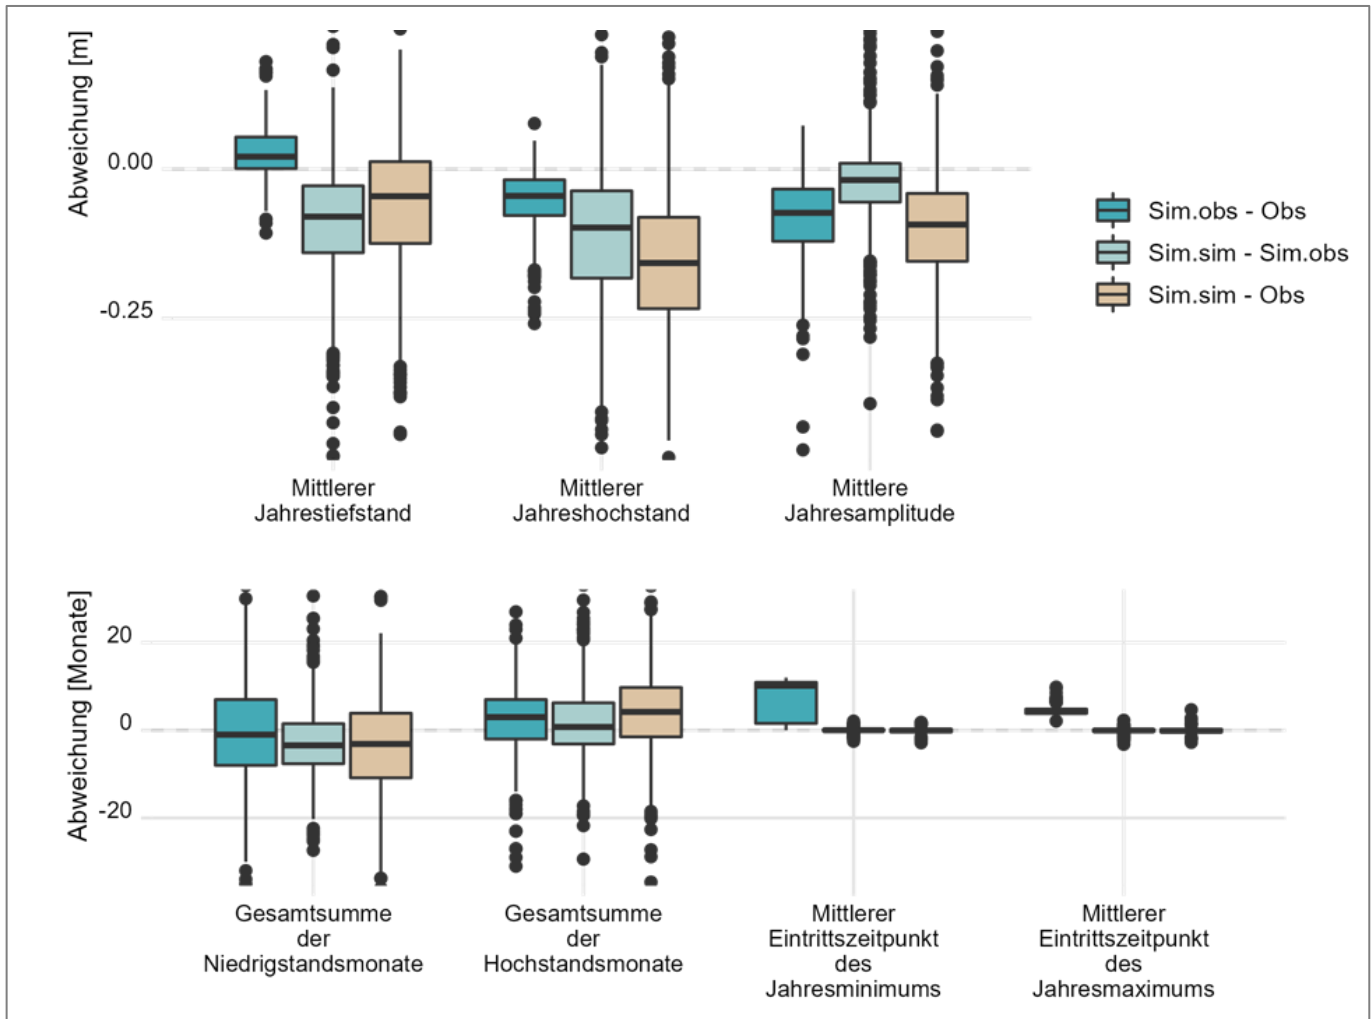 Abweichung [m]
0.00
-0.25
Mittlerer
Jahrestiefstand
Mittlerer
Jahreshochstand
Mittlere
Jahresamplitude
Sim.obs - Obs
Sim.sim - Sim.obs
Sim.sim - Obs
Abweichung [Monate]
20
0
-20
Gesamtsumme
der
Niedrigstandsmonate
Gesamtsumme
der
Hochstandsmonate
Mittlerer
Eintrittszeitpunkt
des
Jahresminimums
Mittlerer
Eintrittszeitpunkt
des
Jahresmaximums